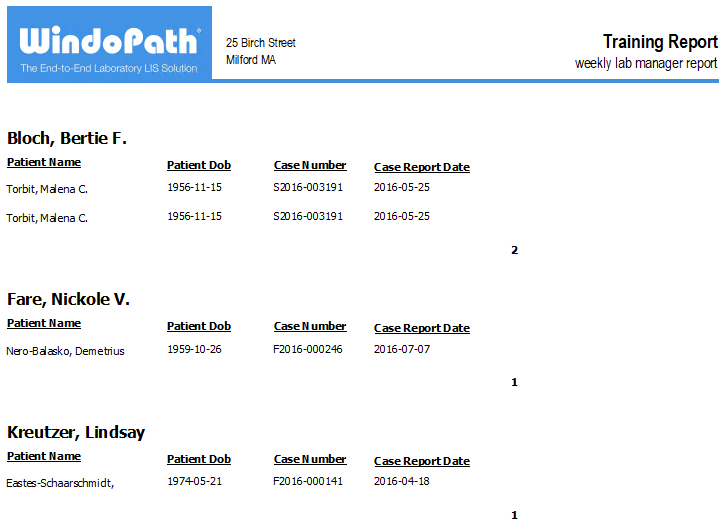 WindoPath®
The End-to-End Laboratory LIS Solution
25 Birch Street
Milford MA
Training Report
weekly lab manager report
Bloch, Bertie F.
Patient Name Patient Dob Case Number Case Report Date
Torbit, Malena C. 1956-11-15 S2016-003191 2016-05-25
Torbit, Malena C. 1956-11-15 S2016-003191 2016-05-25
2
Fare, Nickole V.
Patient Name Patient Dob Case Number Case Report Date
Nero-Balasko, Demetrius 1959-10-26 F2016-000246 2016-07-07
1
Kreutzer, Lindsay
Patient Name Patient Dob Case Number Case Report Date
Eastes-Schaarschmidt, 1974-05-21 F2016-000141 2016-04-18
1